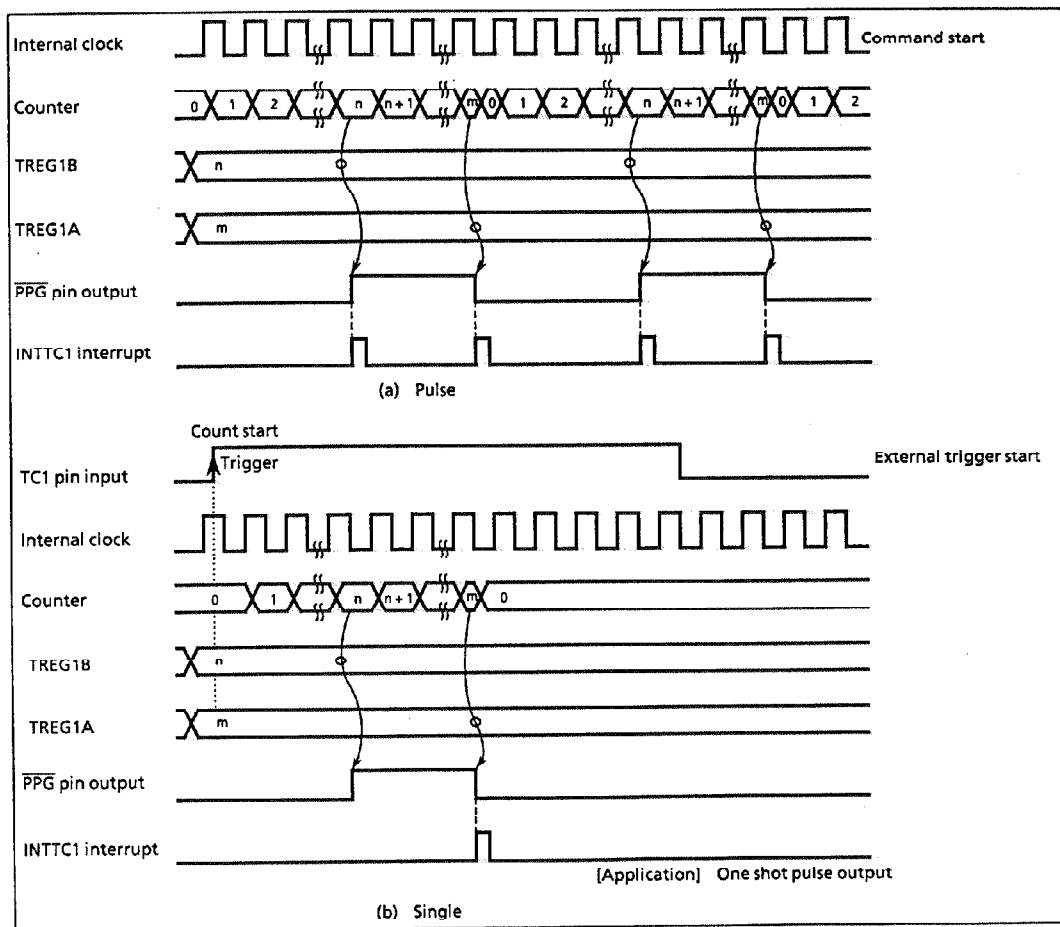 Internal clock
Command start
Counter 0 1 2 n n+1 m 0 1 2 n n+1 m 0 1 2
TREG1B n
TREG1A m
PPG pin output
INTTC1 interrupt
(a) Pulse
Count start
Trigger
TC1 pin input
External trigger start
Internal clock
Counter 0 1 n n+1 m 0
TREG1B n
TREG1A m
PPG pin output
INTTC1 interrupt
[Application] One shot pulse output
(b) Single